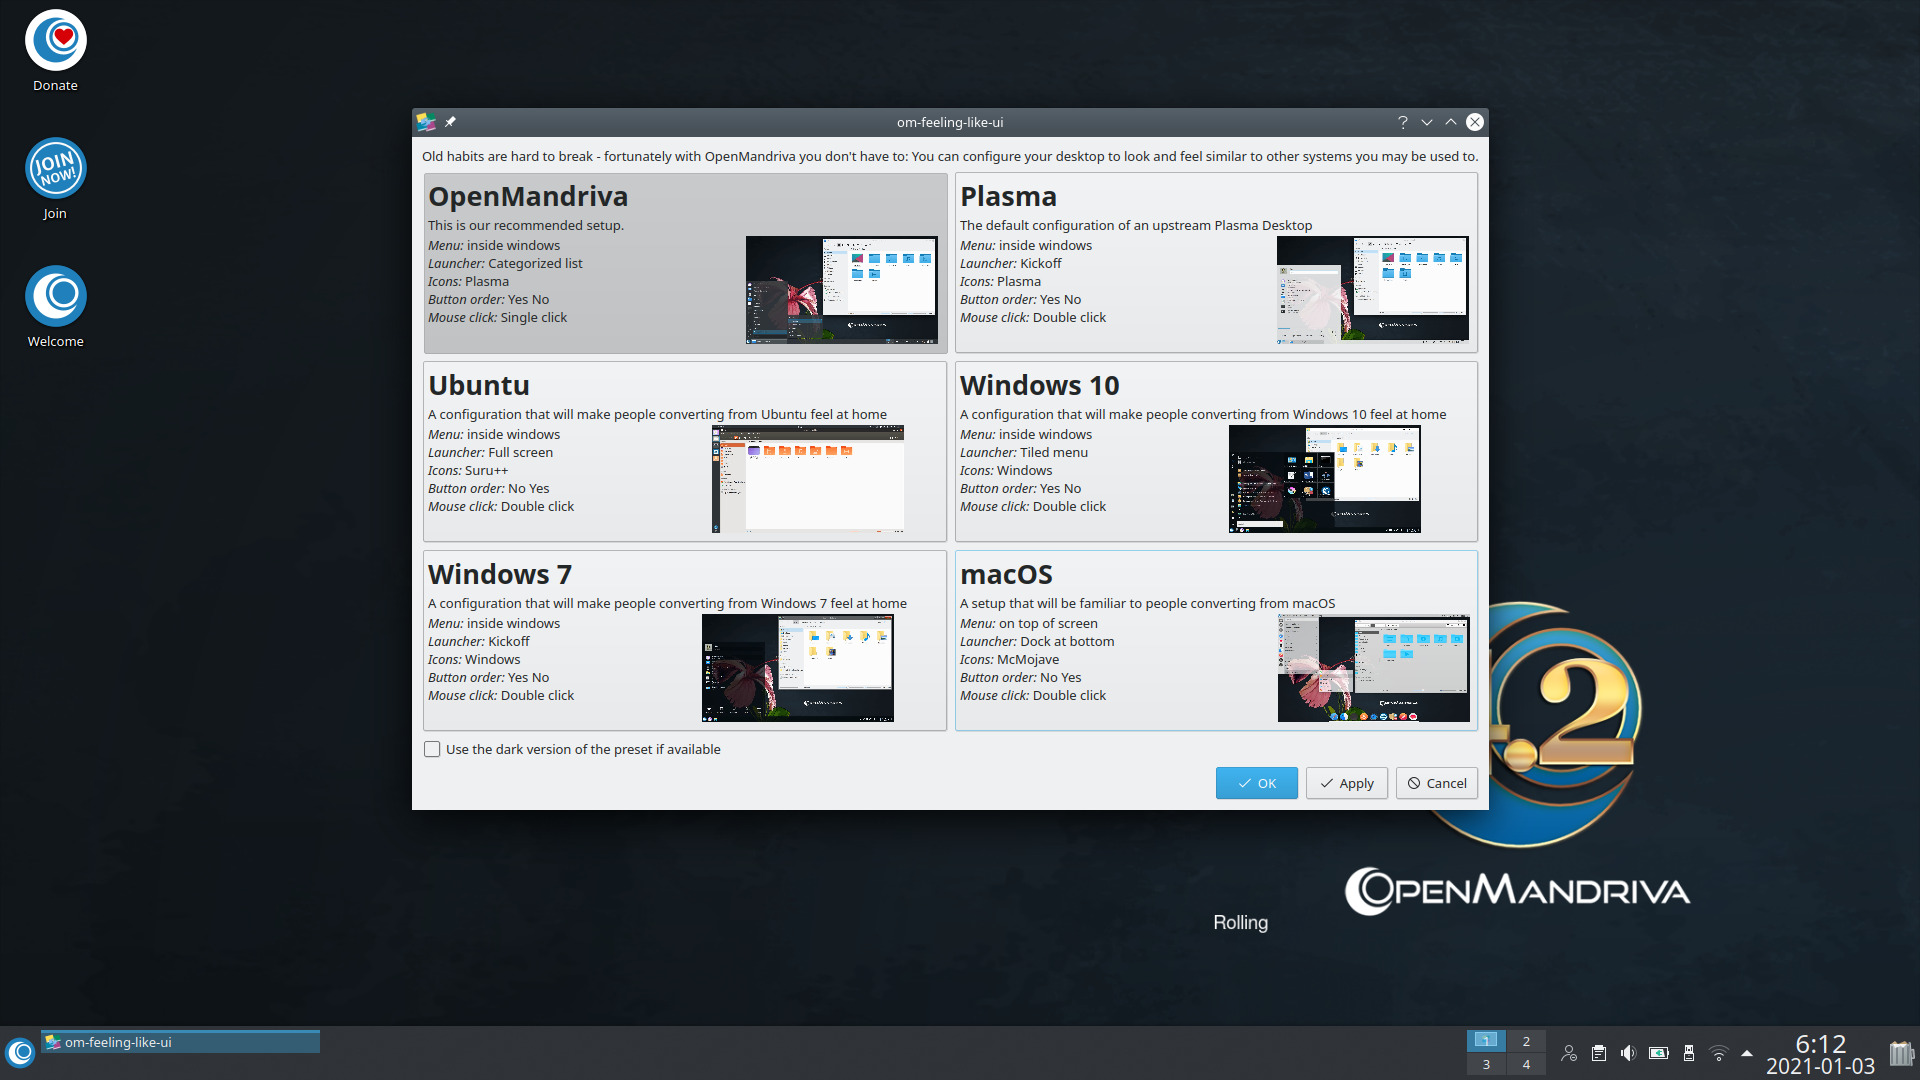 Donate
JOIN
NOW!
Join
Welcome
om-feeling-like-ui
Old habits are hard to break - fortunately with OpenMandriva you don't have to: You can configure your desktop to look and feel similar to other systems you may be used to.
OpenMandriva
This is our recommended setup.
Menu: inside windows
Launcher: Categorized list
Icons: Plasma
Button order: Yes No
Mouse click: Single click
Plasma
The default configuration of an upstream Plasma Desktop
Menu: inside windows
Launcher: Kickoff
Icons: Plasma
Button order: Yes No
Mouse click: Double click
Ubuntu
A configuration that will make people converting from Ubuntu feel at home
Menu: inside windows
Launcher: Full screen
Icons: Suru++
Button order: No Yes
Mouse click: Double click
Windows 10
A configuration that will make people converting from Windows 10 feel at home
Menu: inside windows
Launcher: Tiled menu
Icons: Windows
Button order: Yes No
Mouse click: Double click
Windows 7
A configuration that will make people converting from Windows 7 feel at home
Menu: inside windows
Launcher: Kickoff
Icons: Windows
Button order: Yes No
Mouse click: Double click
macOS
A setup that will be familiar to people converting from macOS
Menu: on top of screen
Launcher: Dock at bottom
Icons: McMojave
Button order: No Yes
Mouse click: Double click
Use the dark version of the preset if available
OK
Apply
Cancel
.2
OPENMANDRIVA
Rolling
om-feeling-like-ui
1
2
3
4
6:12
2021-01-03